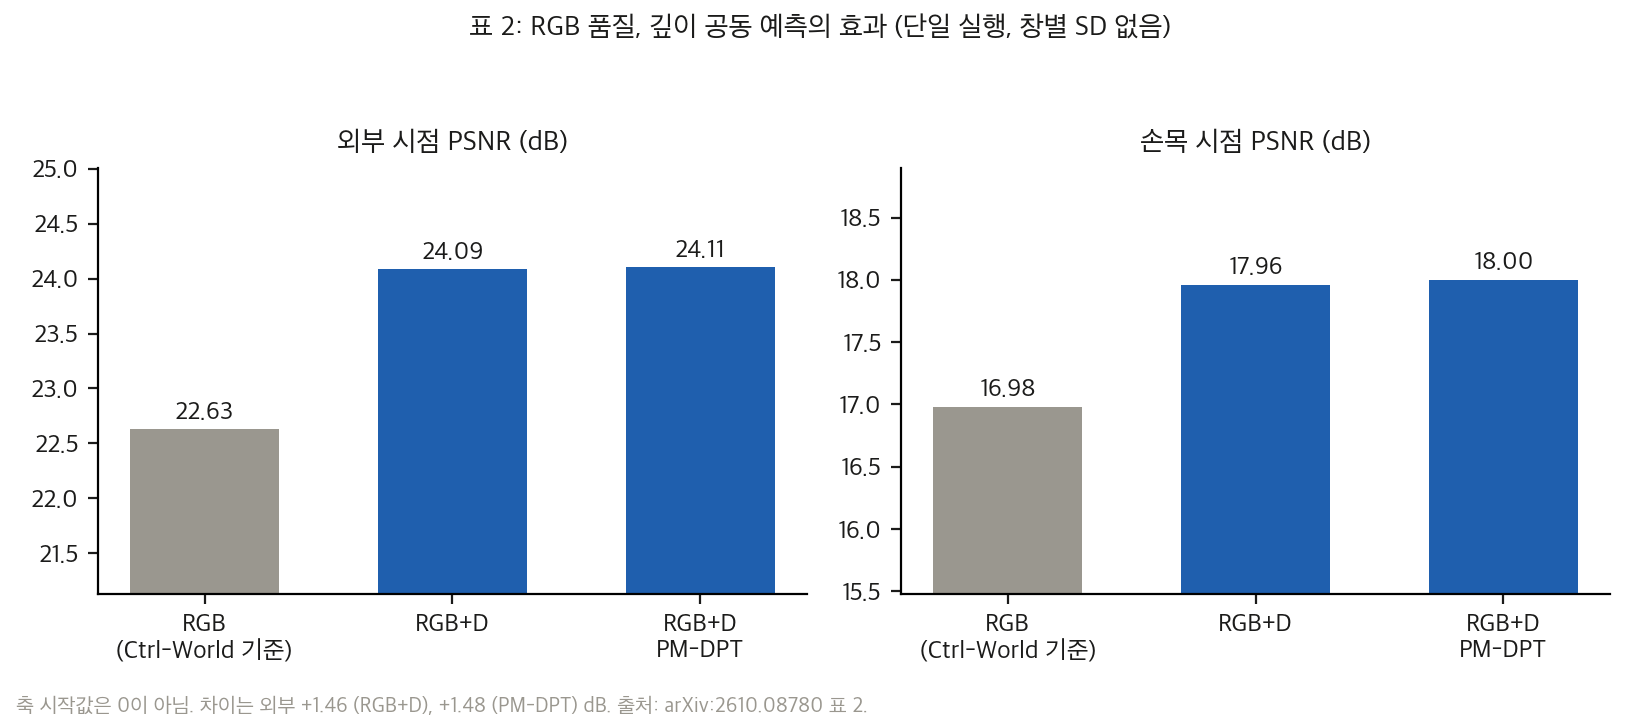 표 2: RGB 품질, 깊이 공동 예측의 효과 (단일 실행, 창별 SD 없음)
외부 시점 PSNR (dB)
25.0
24.5
24.0
23.5
23.0
22.5
22.0
21.5
22.63
24.09
24.11
RGB
(Ctrl-World 기준)
RGB+D
RGB+D
PM-DPT
손목 시점 PSNR (dB)
18.5
18.0
17.5
17.0
16.5
16.0
15.5
16.98
17.96
18.00
RGB
(Ctrl-World 기준)
RGB+D
RGB+D
PM-DPT
축 시작값은 0이 아님. 차이는 외부 +1.46 (RGB+D), +1.48 (PM-DPT) dB. 출처: arXiv:2610.08780 표 2.